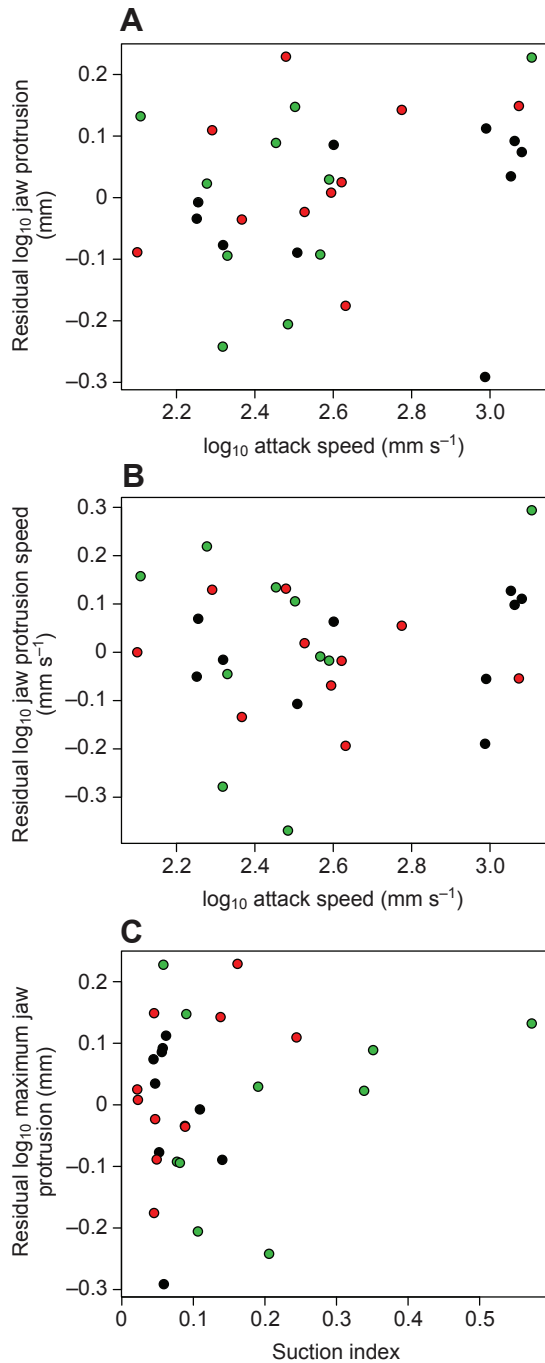 A
0.2
0.1
0
–0.1
–0.2
–0.3
Residual log₁₀ jaw protrusion
(mm)
2.2 2.4 2.6 2.8 3.0
log₁₀ attack speed (mm s⁻¹)
B
0.3
0.2
0.1
0
–0.1
–0.2
–0.3
Residual log₁₀ jaw protrusion speed
(mm s⁻¹)
2.2 2.4 2.6 2.8 3.0
log₁₀ attack speed (mm s⁻¹)
C
0.2
0.1
0
–0.1
–0.2
–0.3
Residual log₁₀ maximum jaw
protrusion (mm)
0 0.1 0.2 0.3 0.4 0.5
Suction index